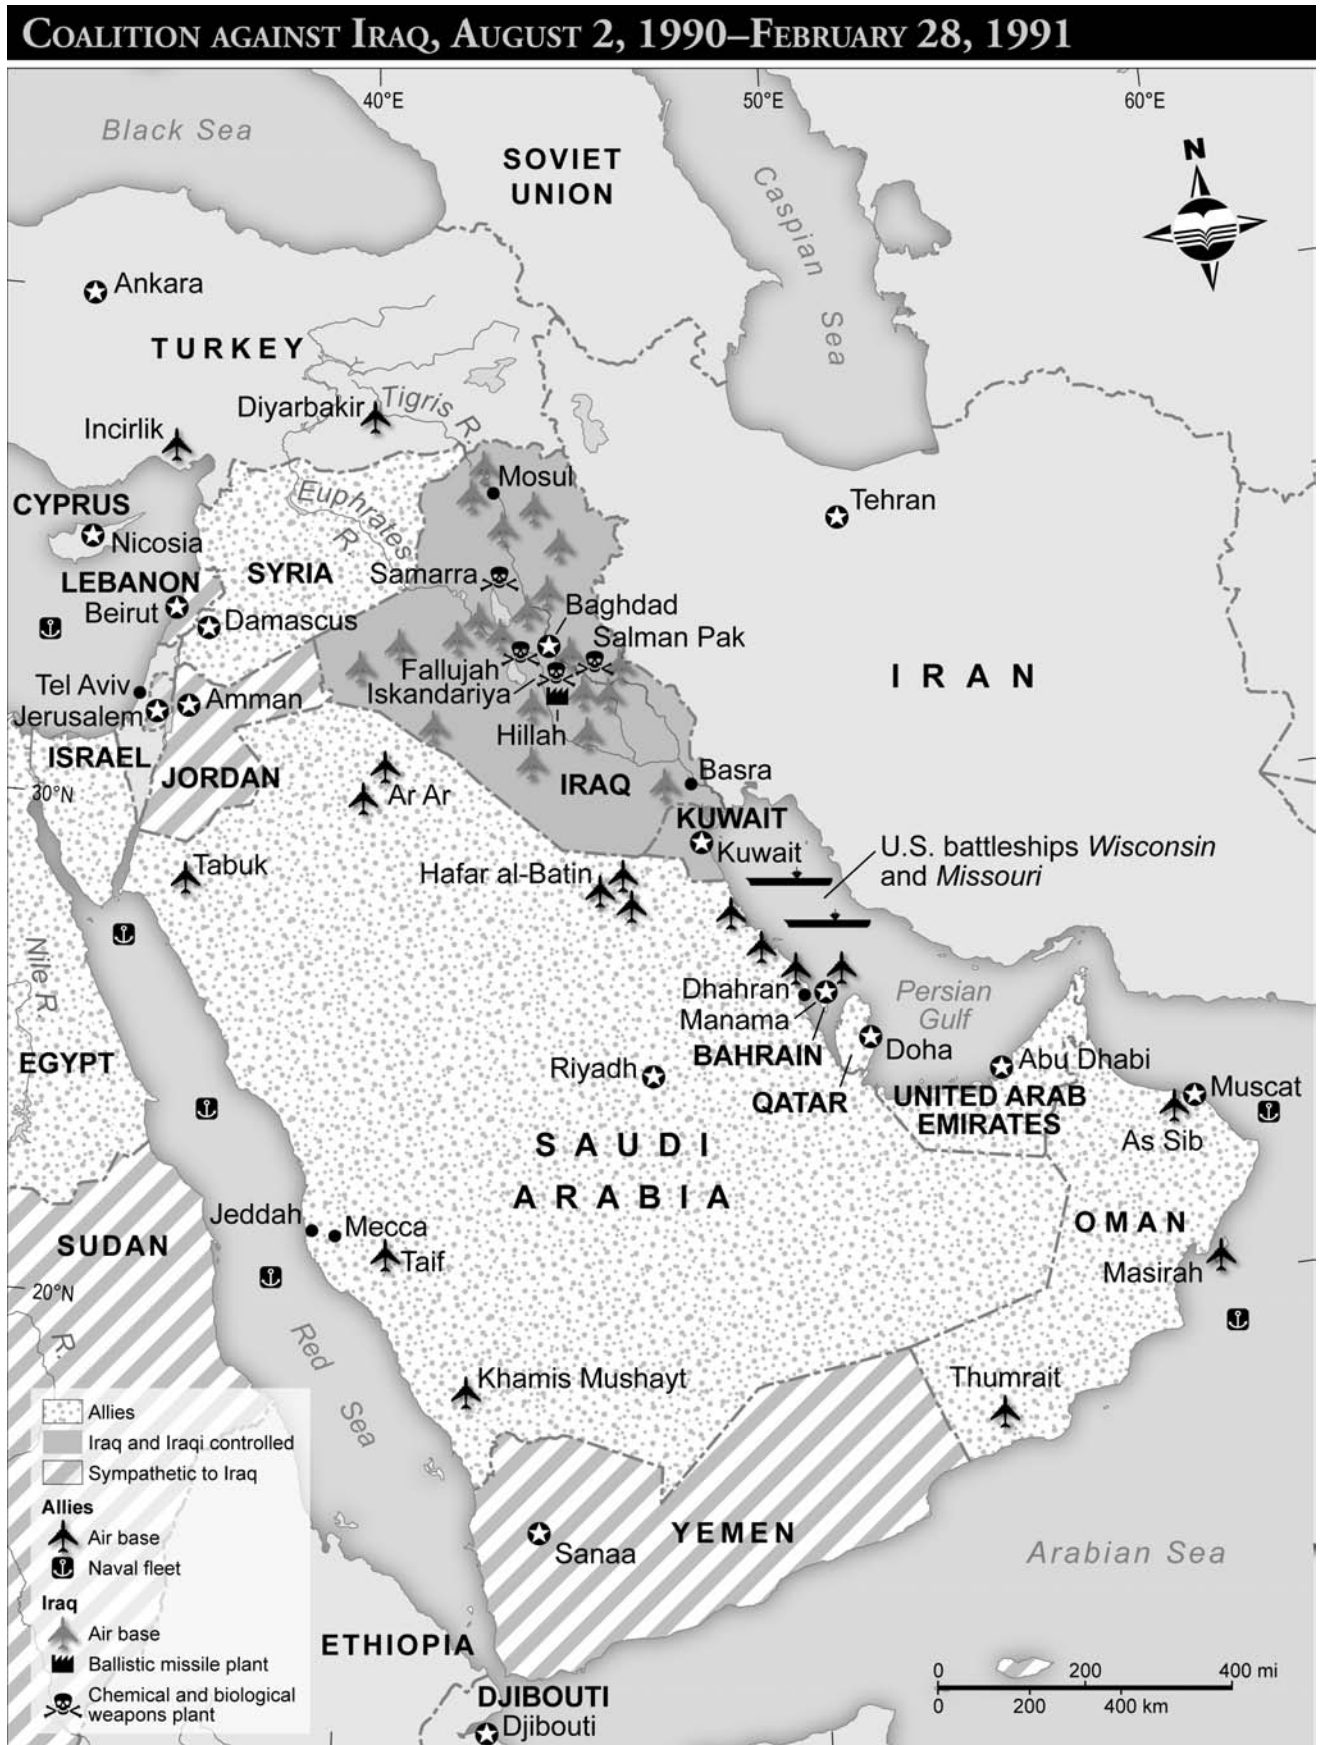 COALITION AGAINST IRAQ, AUGUST 2, 1990–FEBRUARY 28, 1991
40°E
50°E
60°E
Black Sea
SOVIET
UNION
Caspian
Sea
N
Ankara
TURKEY
Diyarbakir
Tigris
R.
Incirlik
Mosul
CYPRUS
Nicosia
Euphrates
R.
Tehran
LEBANON
SYRIA
Samarra
Beirut
Damascus
Baghdad
Salman Pak
Fallujah
Iskandariya
IRAN
Tel Aviv
Amman
Jerusalem
Hillah
ISRAEL
JORDAN
IRAQ
Basra
30°N
Ar Ar
KUWAIT
Kuwait
U.S. battleships Wisconsin
and Missouri
Tabuk
Hafar al-Batin
Nile R.
Dhahran
Manama
Persian
Gulf
EGYPT
BAHRAIN
Doha
Abu Dhabi
Riyadh
QATAR
UNITED ARAB
EMIRATES
Muscat
As Sib
SAUDI
ARABIA
Jeddah
Mecca
SUDAN
Taif
OMAN
Masirah
20°N
R.
Red
Sea
Khamis Mushayt
Thumrait
Allies
Iraq and Iraqi controlled
Sympathetic to Iraq
Allies
Air base
Naval fleet
Iraq
Air base
Ballistic missile plant
Chemical and biological
weapons plant
Sanaa
YEMEN
Arabian Sea
ETHIOPIA
DJIBOUTI
Djibouti
0 200 400 mi
0 200 400 km